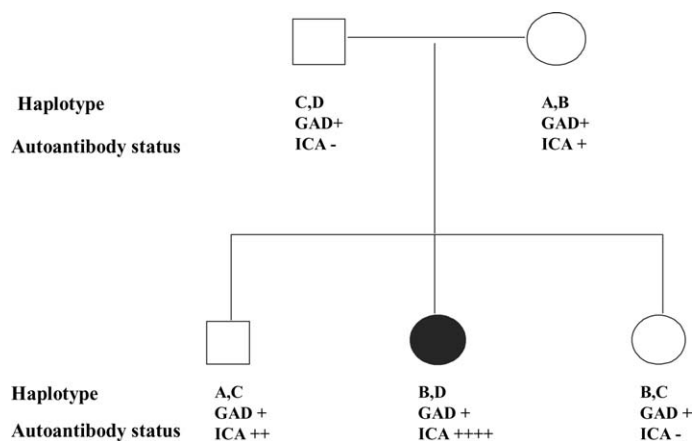 Haplotype C,D A,B
GAD+ GAD+
Autoantibody status ICA - ICA +
Haplotype A,C B,D B,C
GAD + GAD + GAD +
Autoantibody status ICA ++ ICA ++++ ICA -